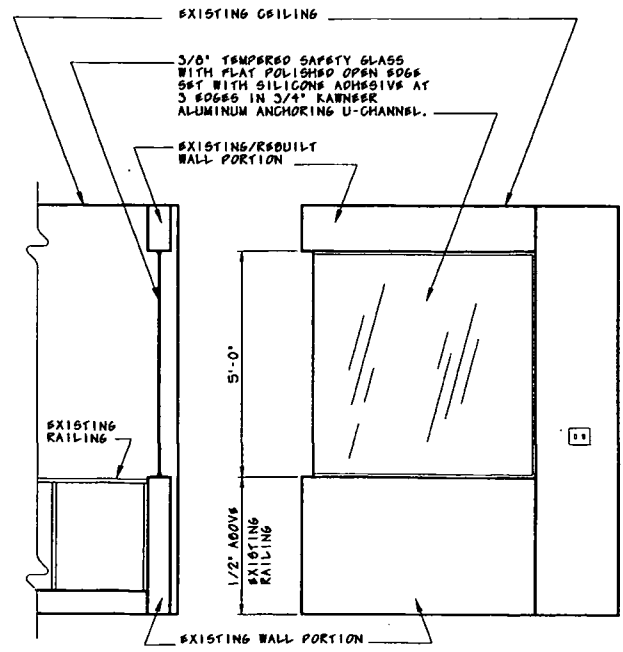 EXISTING CEILING
3/8" TEMPERED SAFETY GLASS
WITH FLAT POLISHED OPEN EDGE
SET WITH SILICONE ADHESIVE AT
3 EDGES IN 3/4" KAWNEER
ALUMINUM ANCHORING U-CHANNEL.
EXISTING/REBUILT
WALL PORTION
5'-0"
EXISTING
RAILING
1/2" ABOVE
EXISTING
RAILING
EXISTING WALL PORTION